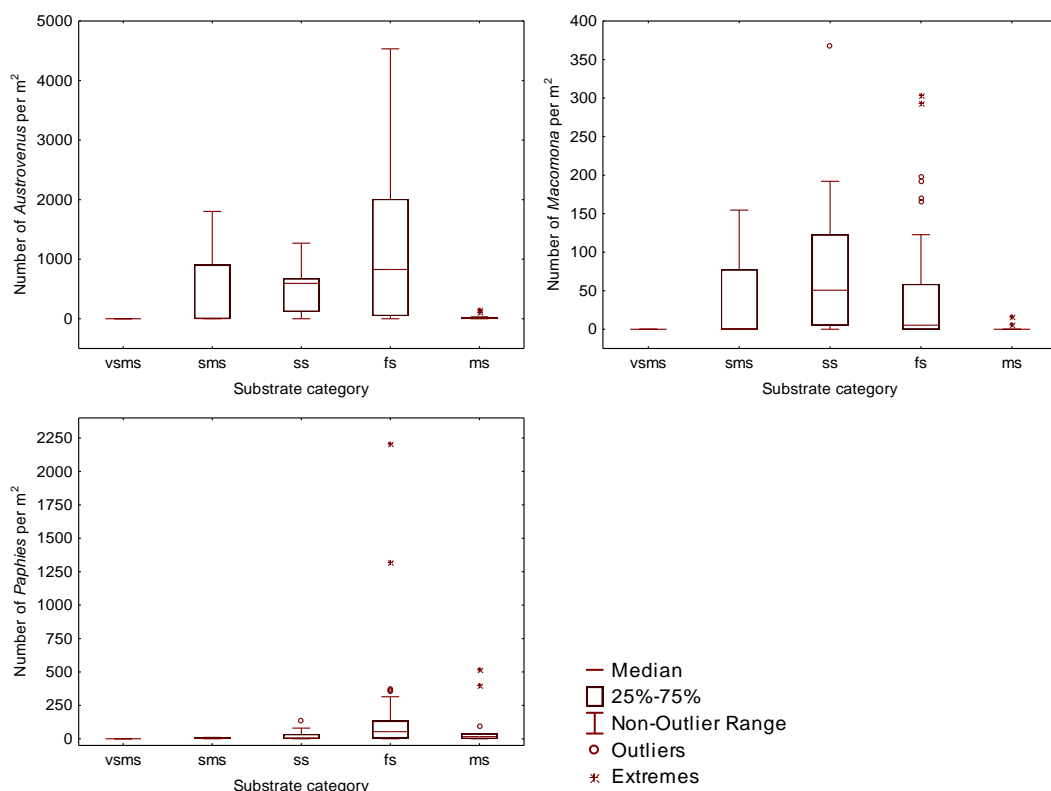 Number of Austrovenus per m²
5000
4000
3000
2000
1000
0
vsms sms ss fs ms
Substrate category
Number of Macomona per m²
400
350
300
250
200
150
100
50
0
vsms sms ss fs ms
Substrate category
Number of Paphies per m²
2250
2000
1750
1500
1250
1000
750
500
250
0
vsms sms ss fs ms
Substrate category
Median
25%-75%
Non-Outlier Range
Outliers
Extremes